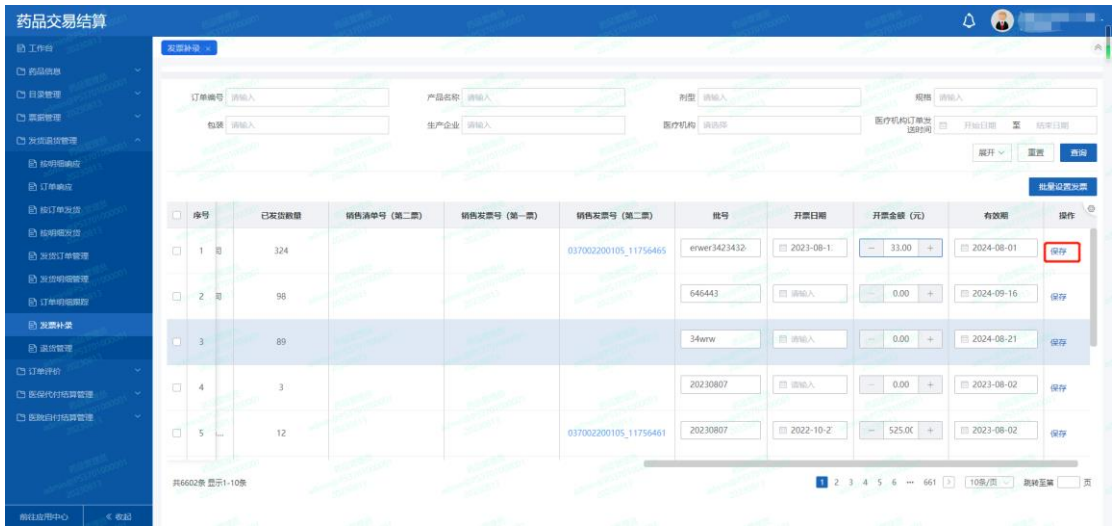 药品交易结算
工作台
发票补录 ×
药品信息
目录管理
票据管理
发货退货管理
按明细响应
订单响应
按订单发货
按明细发货
发货订单管理
发货明细管理
订单明细跟踪
发票补录
退货管理
订单评价
医保代付结算管理
医院自付结算管理
前往应用中心 《 收起
订单编号 请输入 产品名称 请输入 剂型 请输入 规格 请输入
包装 请输入 生产企业 请输入 医疗机构 请选择 医疗机构订单发送时间 开始日期 至 结束日期
展开 重置 查询
批量设置发票
序号 已发货数量 销售清单号（第二票） 销售发票号（第一票） 销售发票号（第二票） 批号 开票日期 开票金额（元） 有效期 操作
1 324 037002200105_11756465 erwer3423432 2023-08-1 − 33.00 + 2024-08-01 保存
2 98 646443 请输入 − 0.00 + 2024-09-16 保存
3 89 34wrw 请输入 − 0.00 + 2024-08-21 保存
4 3 20230807 请输入 − 0.00 + 2023-08-02 保存
5 12 037002200105_11756461 20230807 2022-10-2 − 525.0 + 2023-08-02 保存
共6602条 显示1-10条 1 2 3 4 5 6 ··· 661 > 10条/页 跳转至第 页